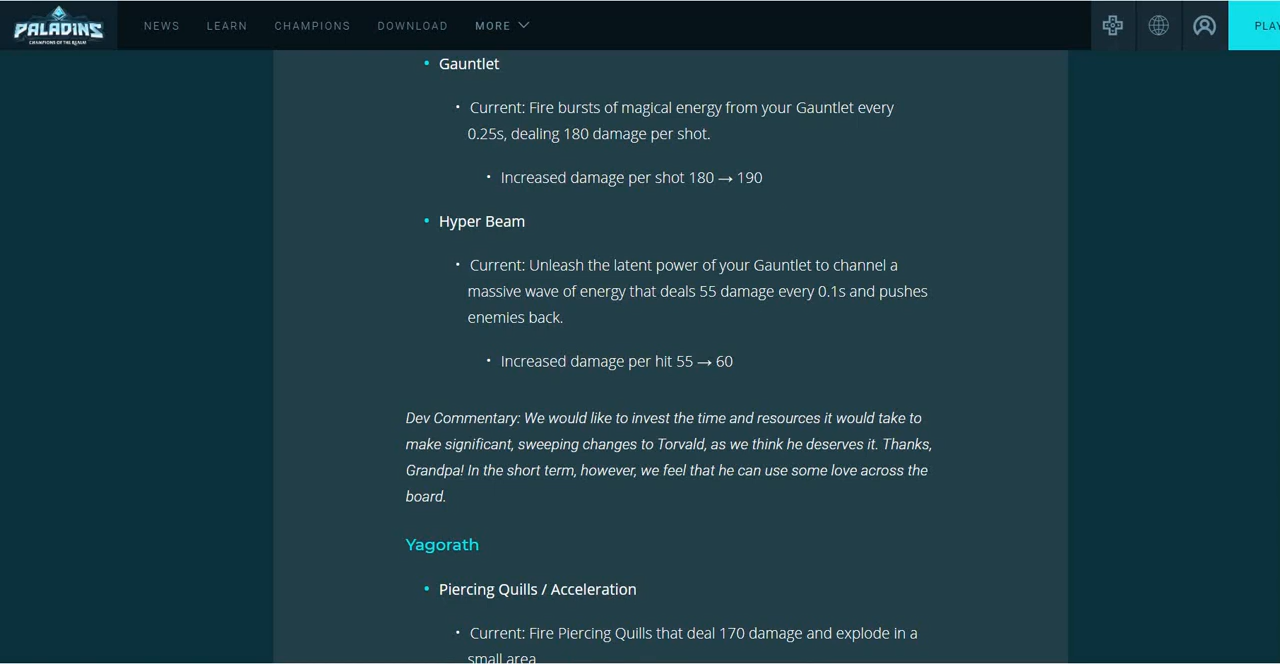 PALADINS
CHAMPIONS OF THE REALM
NEWS LEARN CHAMPIONS DOWNLOAD MORE PLAY
• Gauntlet
• Current: Fire bursts of magical energy from your Gauntlet every
0.25s, dealing 180 damage per shot.
• Increased damage per shot 180 → 190
• Hyper Beam
• Current: Unleash the latent power of your Gauntlet to channel a
massive wave of energy that deals 55 damage every 0.1s and pushes
enemies back.
• Increased damage per hit 55 → 60
Dev Commentary: We would like to invest the time and resources it would take to
make significant, sweeping changes to Torvald, as we think he deserves it. Thanks,
Grandpa! In the short term, however, we feel that he can use some love across the
board.
Yagorath
• Piercing Quills / Acceleration
• Current: Fire Piercing Quills that deal 170 damage and explode in a
small area